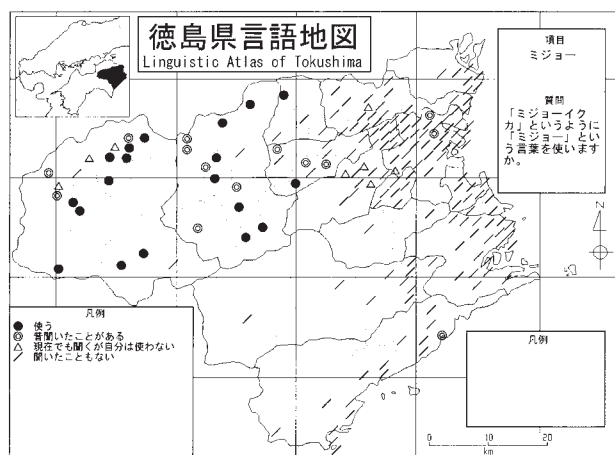 徳島県言語地図
Linguistic Atlas of Tokushima
項目
ミジョー
質問
「ミジョーイク
カ」というように
「ミジョー」とい
う言葉を使います
か。
N
凡例
● 使う
◎ 昔聞いたことがある
△ 現在でも聞くが自分は使わない
／ 聞いたこともない
凡例
0 10 20
km